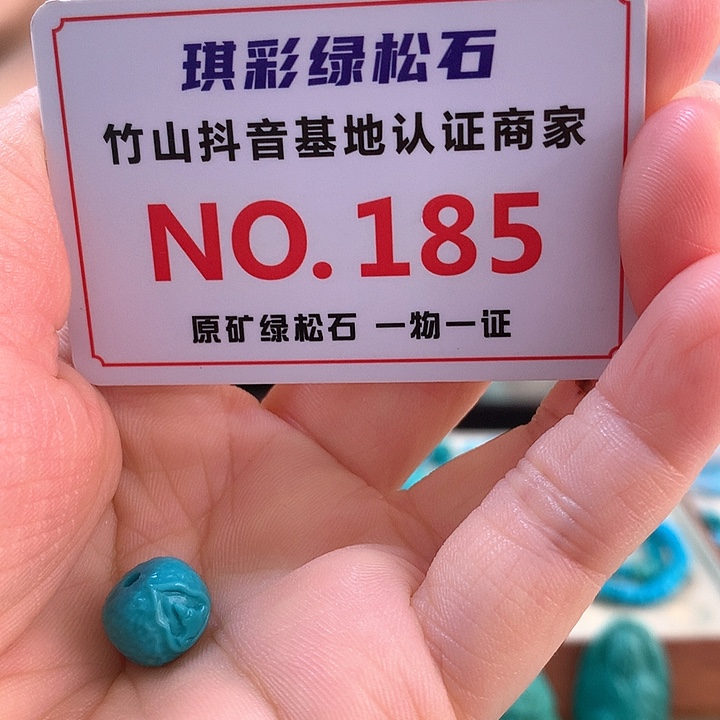 琪彩绿松石
竹山抖音基地认证商家
NO.185
原矿绿松石 一物一证